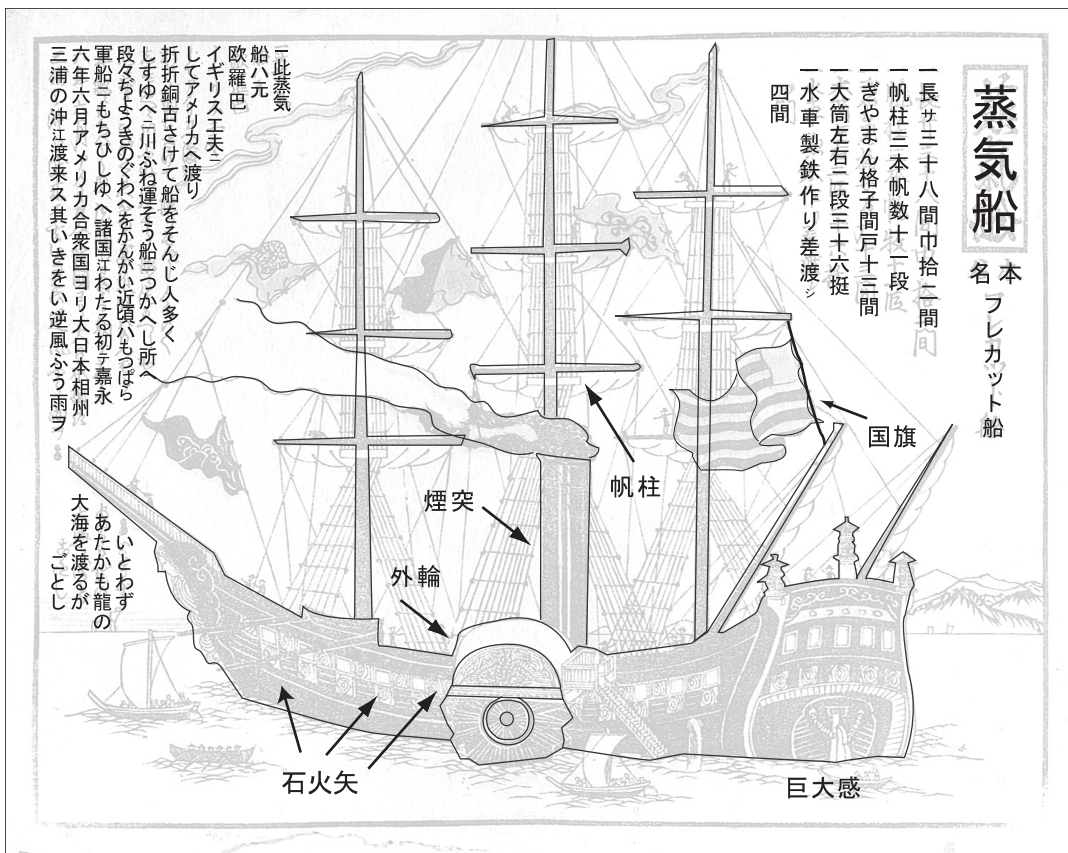 蒸気船
本名
フレカット船
一長サ三十八間巾拾二間
一帆柱三本帆数十一段
一ぎやまん格子間戸十三間
一大筒左右二段三十六挺
一水車製鉄作り差渡シ
四間
一此蒸気
船ハ元
欧羅巴
イギリス工夫ニ
してアメリカへ渡り
折折銅古さけて船をそんじ人多く
しすゆへニ川ふね運そう船ニつかへし所へ
段々ぢようきのぐわへをかんがい近頃ハもつぱら
軍船ニもちひしゆへ諸国江わたる初テ嘉永
六年六月アメリカ合衆国ヨリ大日本相州
三浦の沖江渡来ス其いきをい逆風ふう雨ヲ
いとわず
あたかも龍の
大海を渡るが
ごとし
国旗
帆柱
煙突
外輪
石火矢
巨大感